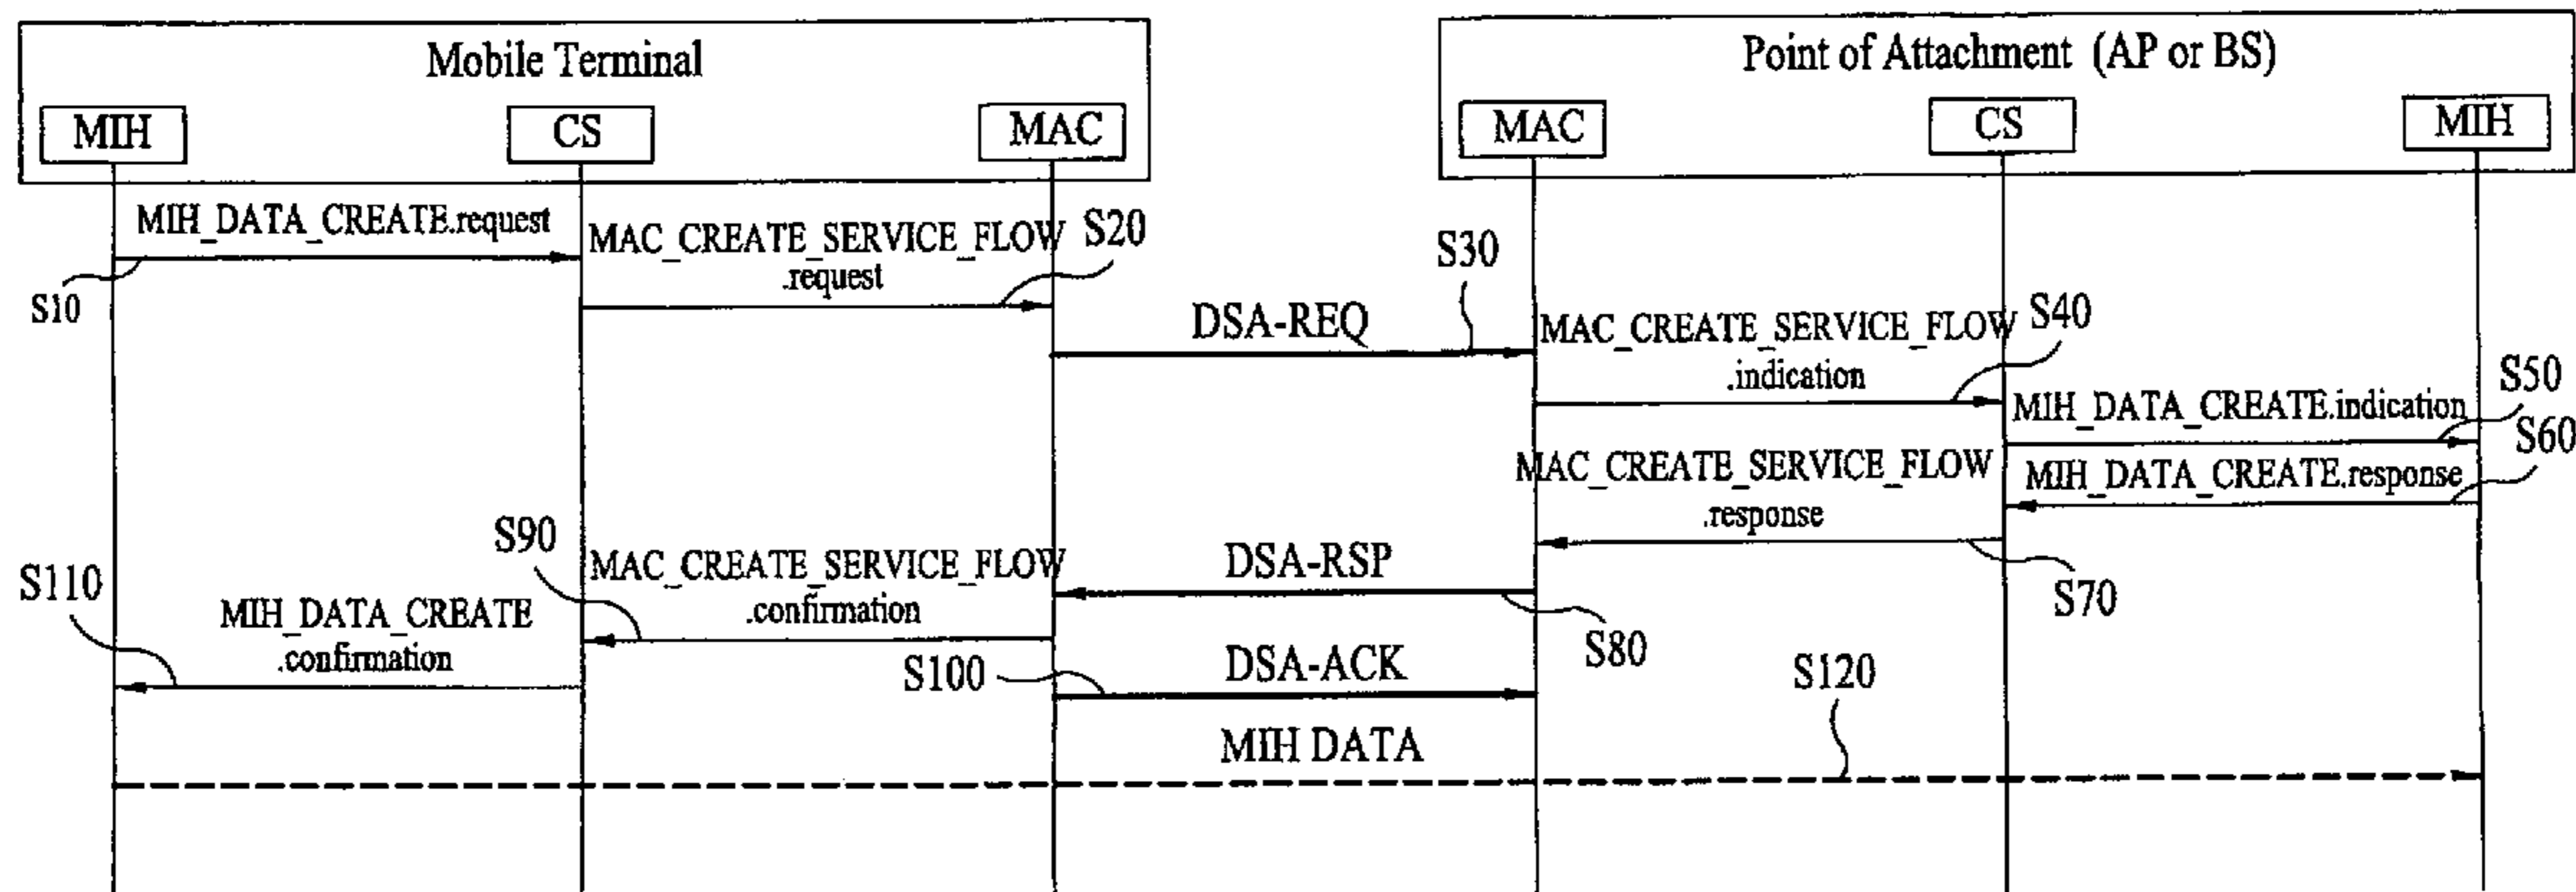 Mobile Terminal
Point of Attachment (AP or BS)
MIH
CS
MAC
MAC
CS
MIH
MIH_DATA_CREATE.request
S10
MAC_CREATE_SERVICE_FLOW
.request
S20
DSA-REQ
S30
MAC_CREATE_SERVICE_FLOW
.indication
S40
MIH_DATA_CREATE.indication
S50
MIH_DATA_CREATE.response
S60
MAC_CREATE_SERVICE_FLOW
.response
S70
DSA-RSP
S80
MAC_CREATE_SERVICE_FLOW
.confirmation
S90
DSA-ACK
S100
MIH_DATA_CREATE
.confirmation
S110
MIH DATA
S120